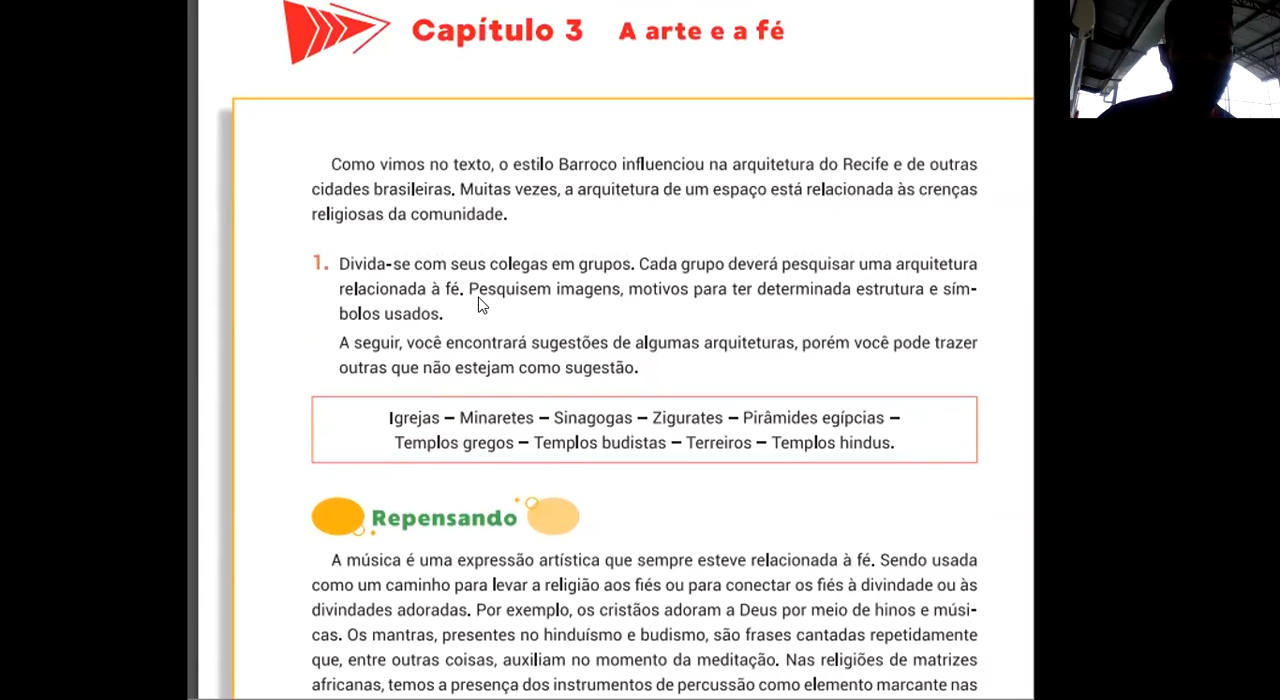 Capítulo 3 A arte e a fé
Como vimos no texto, o estilo Barroco influenciou na arquitetura do Recife e de outras
cidades brasileiras. Muitas vezes, a arquitetura de um espaço está relacionada às crenças
religiosas da comunidade.
1. Divida-se com seus colegas em grupos. Cada grupo deverá pesquisar uma arquitetura
relacionada à fé. Pesquisem imagens, motivos para ter determinada estrutura e sím-
bolos usados.
A seguir, você encontrará sugestões de algumas arquiteturas, porém você pode trazer
outras que não estejam como sugestão.
Igrejas – Minaretes – Sinagogas – Zigurates – Pirâmides egípcias –
Templos gregos – Templos budistas – Terreiros – Templos hindus.
Repensando
A música é uma expressão artística que sempre esteve relacionada à fé. Sendo usada
como um caminho para levar a religião aos fiés ou para conectar os fiés à divindade ou às
divindades adoradas. Por exemplo, os cristãos adoram a Deus por meio de hinos e músi-
cas. Os mantras, presentes no hinduísmo e budismo, são frases cantadas repetidamente
que, entre outras coisas, auxiliam no momento da meditação. Nas religiões de matrizes
africanas, temos a presença dos instrumentos de percussão como elemento marcante nas